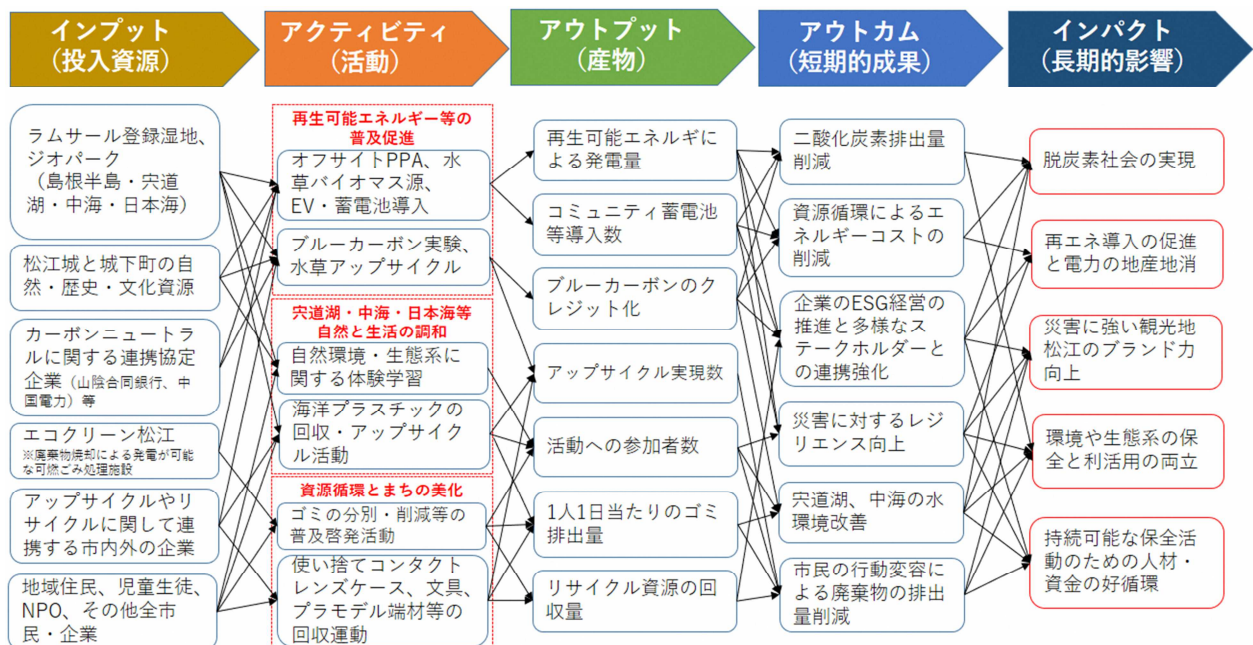 インプット
(投入資源)
アクティビティ
(活動)
アウトプット
(産物)
アウトカム
(短期的成果)
インパクト
(長期的影響)
ラムサール登録湿地、
ジオパーク
(島根半島・宍道
湖・中海・日本海)
松江城と城下町の自
然・歴史・文化資源
カーボンニュートラ
ルに関する連携協定
企業(山陰合同銀行、中
国電力)等
エコクリーン松江
※廃棄物焼却による発電が可能
な可燃ごみ処理施設
アップサイクルやリ
サイクルに関して連
携する市内外の企業
地域住民、児童生徒、
NPO、その他全市
民・企業
再生可能エネルギー等の
普及促進
オフサイトPPA、水
草バイオマス源、
EV・蓄電池導入
ブルーカーボン実験、
水草アップサイクル
宍道湖・中海・日本海等
自然と生活の調和
自然環境・生態系に
関する体験学習
海洋プラスチックの
回収・アップサイク
ル活動
資源循環とまちの美化
ゴミの分別・削減等の
普及啓発活動
使い捨てコンタクト
レンズケース、文具、
プラモデル端材等の
回収運動
再生可能エネルギに
よる発電量
コミュニティ蓄電池
等導入数
ブルーカーボンのク
レジット化
アップサイクル実現数
活動への参加者数
1人1日当たりのゴミ
排出量
リサイクル資源の回
収量
二酸化炭素排出量
削減
資源循環によるエ
ネルギーコストの
削減
企業のESG経営の
推進と多様なス
テークホルダーと
の連携強化
災害に対するレジ
リエンス向上
宍道湖、中海の水
環境改善
市民の行動変容に
よる廃棄物の排出
量削減
脱炭素社会の実現
再エネ導入の促進
と電力の地産地消
災害に強い観光地
松江のブランド力
向上
環境や生態系の保
全と利活用の両立
持続可能な保全活
動のための人材・
資金の好循環